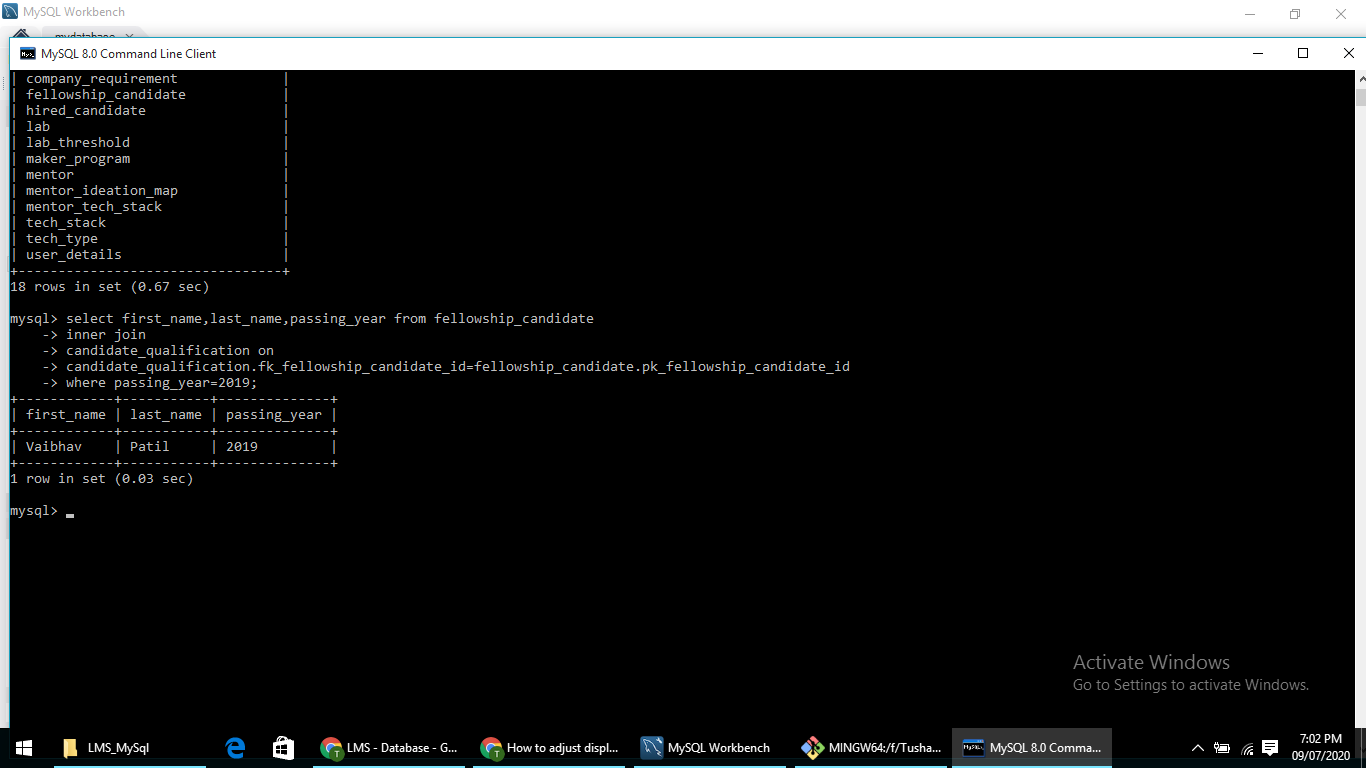 MySQL Workbench
mydatabase
MySQL 8.0 Command Line Client
| company_requirement |
| fellowship_candidate |
| hired_candidate |
| lab |
| lab_threshold |
| maker_program |
| mentor |
| mentor_ideation_map |
| mentor_tech_stack |
| tech_stack |
| tech_type |
| user_details |
+---------------------------------+
18 rows in set (0.67 sec)
mysql> select first_name,last_name,passing_year from fellowship_candidate
-> inner join
-> candidate_qualification on
-> candidate_qualification.fk_fellowship_candidate_id=fellowship_candidate.pk_fellowship_candidate_id
-> where passing_year=2019;
+------------+-----------+--------------+
| first_name | last_name | passing_year |
+------------+-----------+--------------+
| Vaibhav | Patil | 2019 |
+------------+-----------+--------------+
1 row in set (0.03 sec)
mysql>
Activate Windows
Go to Settings to activate Windows.
LMS_MySql
LMS - Database - G...
How to adjust displ...
MySQL Workbench
MINGW64:/f/Tusha...
MySQL 8.0 Comma...
7:02 PM
09/07/2020